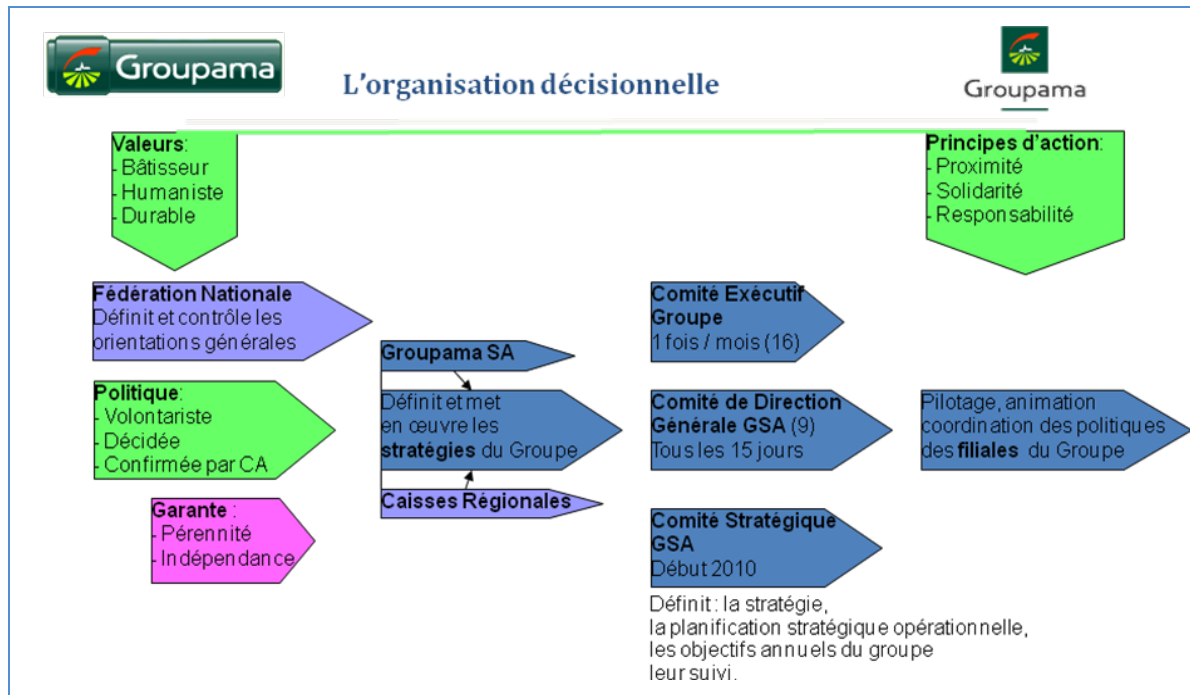 Groupama
L'organisation décisionnelle
Groupama
Valeurs:
- Bâtisseur
- Humaniste
- Durable
Principes d'action:
- Proximité
- Solidarité
- Responsabilité
Fédération Nationale
Définit et contrôle les
orientations générales
Politique:
- Volontariste
- Décidée
- Confirmée par CA
Garante :
- Pérennité
- Indépendance
Groupama SA
Définit et met
en œuvre les
stratégies du Groupe
Caisses Régionales
Comité Exécutif
Groupe
1 fois / mois (16)
Comité de Direction
Générale GSA (9)
Tous les 15 jours
Comité Stratégique
GSA
Début 2010
Définit : la stratégie,
la planification stratégique opérationnelle,
les objectifs annuels du groupe
leur suivi.
Pilotage, animation
coordination des politiques
des filiales du Groupe